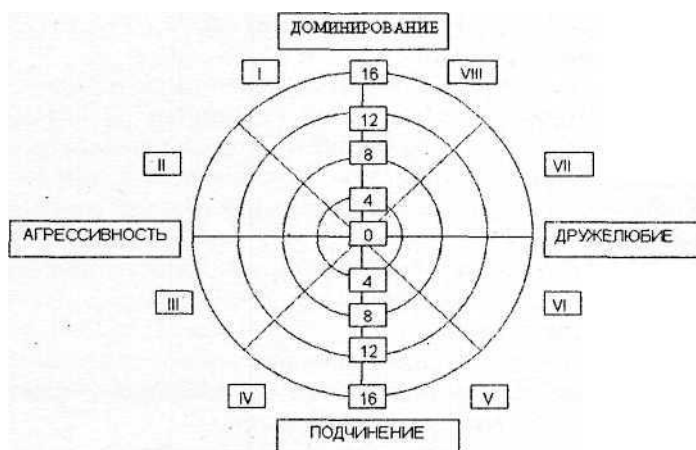 ДОМИНИРОВАНИЕ
I
16
VIII
12
II
8
VII
4
АГРЕССИВНОСТЬ
0
ДРУЖЕЛЮБИЕ
4
III
VI
8
12
IV
16
V
ПОДЧИНЕНИЕ